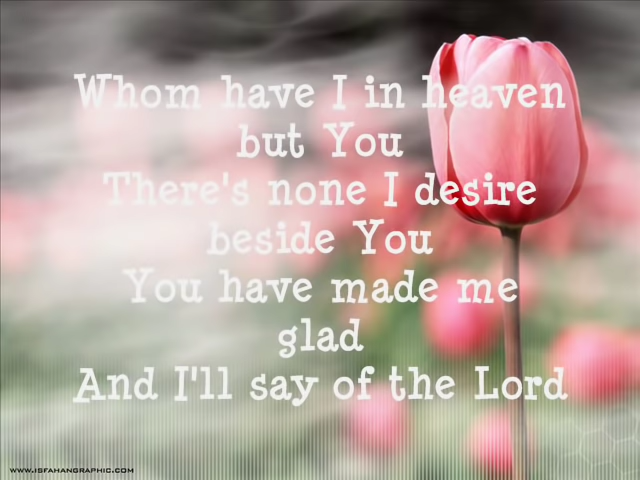 Whom have I in heaven
but You
There's none I desire
beside You
You have made me
glad
And I'll say of the Lord
www.isfahangraphic.com